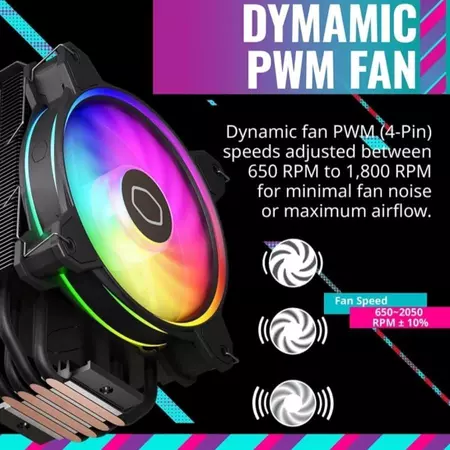 DYMAMIC
PWM FAN
Dynamic fan PWM (4-Pin)
speeds adjusted between
650 RPM to 1,800 RPM
for minimal fan noise
or maximum airflow.
Fan Speed
650~2050
RPM ± 10%